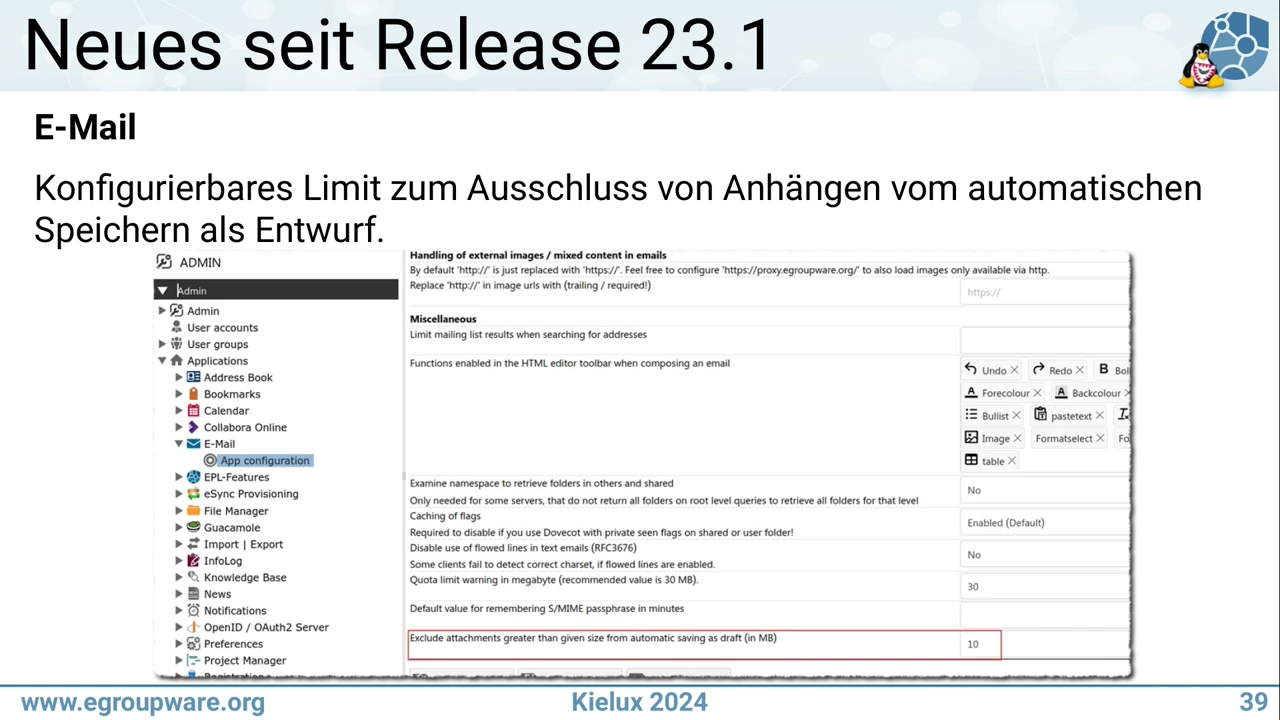 Neues seit Release 23.1
E-Mail
Konfigurierbares Limit zum Ausschluss von Anhängen vom automatischen
Speichern als Entwurf.
ADMIN
Admin
Admin
User accounts
User groups
Applications
Address Book
Bookmarks
Calendar
Collabora Online
E-Mail
App configuration
EPL-Features
eSync Provisioning
File Manager
Guacamole
Import | Export
InfoLog
Knowledge Base
News
Notifications
OpenID / OAuth2 Server
Preferences
Project Manager
Handling of external images / mixed content in emails
By default 'http://' is just replaced with 'https://'. Feel free to configure 'https://proxy.egroupware.org/' to also load images only available via http.
Replace 'http://' in image urls with (trailing / required!)
https://
Miscellaneous
Limit mailing list results when searching for addresses
Functions enabled in the HTML editor toolbar when composing an email
Undo Redo B Bol
Forecolour Backcolour
Bullist pastetext
Image Formatselect Fo
table
Examine namespace to retrieve folders in others and shared
Only needed for some servers, that do not return all folders on root level queries to retrieve all folders for that level
No
Caching of flags
Required to disable if you use Dovecot with private seen flags on shared or user folder!
Enabled (Default)
Disable use of flowed lines in text emails (RFC3676)
Some clients fail to detect correct charset, if flowed lines are enabled.
No
Quota limit warning in megabyte (recommended value is 30 MB).
30
Default value for remembering S/MIME passphrase in minutes
Exclude attachments greater than given size from automatic saving as draft (in MB)
10
www.egroupware.org
Kielux 2024
39